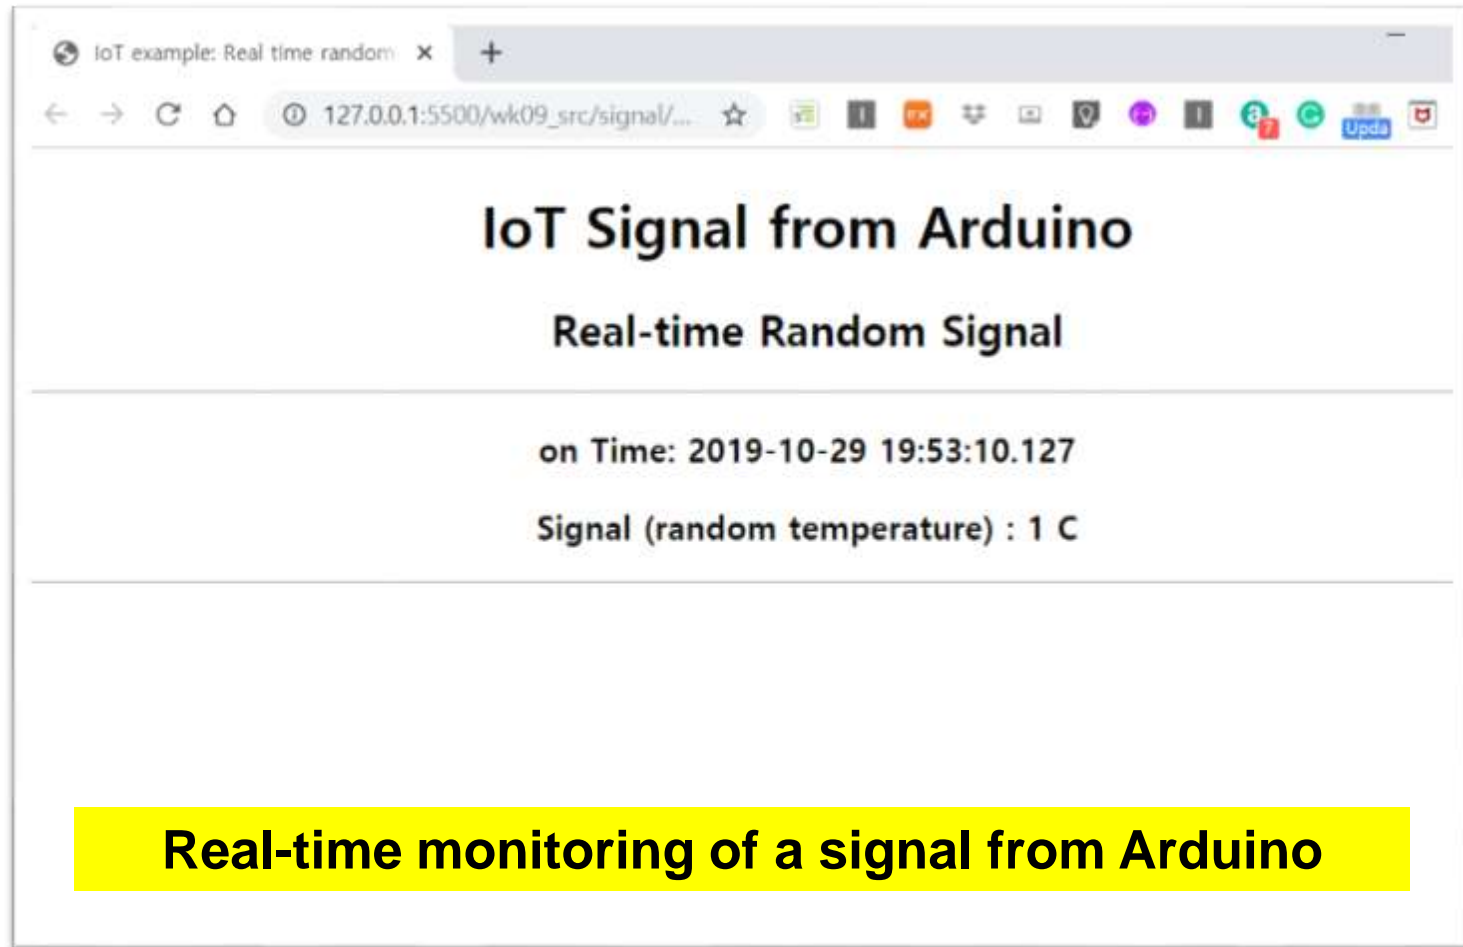 IoT example: Real time random
127.0.0.1:5500/wk09_src/signal/...
7
Upda
IoT Signal from Arduino
Real-time Random Signal
on Time: 2019-10-29 19:53:10.127
Signal (random temperature) : 1 C
Real-time monitoring of a signal from Arduino